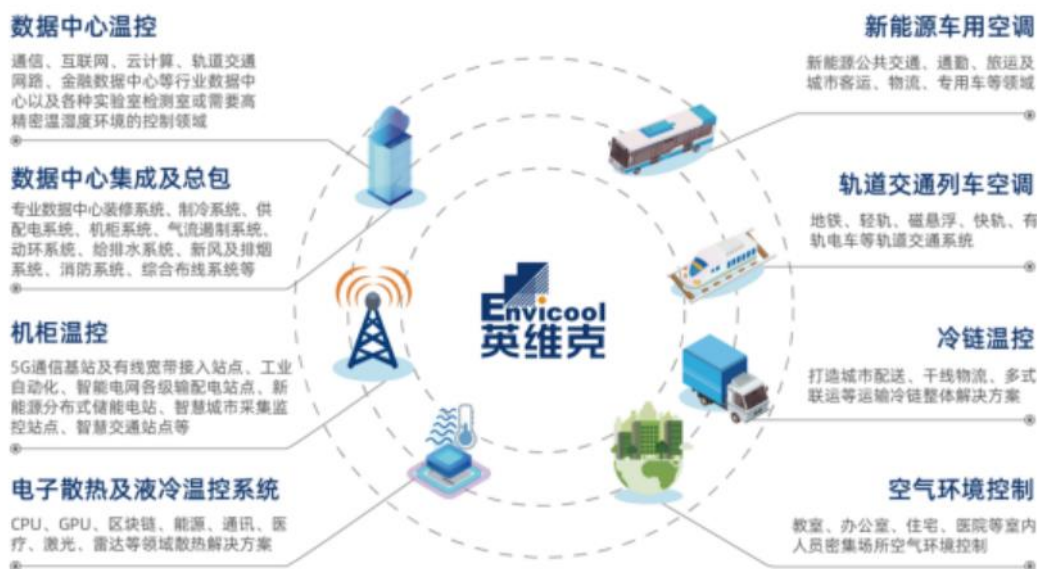 数据中心温控
通信、互联网、云计算、轨道交通
网路、金融数据中心等行业数据中
心以及各种实验室检测室或需要高
精密温湿度环境的控制领域
数据中心集成及总包
专业数据中心装修系统、制冷系统、供
配电系统、机柜系统、气流遏制系统、
动环系统、给排水系统、新风及排烟
系统、消防系统、综合布线系统等
机柜温控
5G通信基站及有线宽带接入站点、工业
自动化、智能电网各级输配电站点、新
能源分布式储能电站、智慧城市采集监
控站点、智慧交通站点等
电子散热及液冷温控系统
CPU、GPU、区块链、能源、通讯、医
疗、激光、雷达等领域散热解决方案
Envicool
英维克
新能源车用空调
新能源公共交通、通勤、旅运及
城市客运、物流、专用车等领域
轨道交通列车空调
地铁、轻轨、磁悬浮、快轨、有
轨电车等轨道交通系统
冷链温控
打造城市配送、干线物流、多式
联运等运输冷链整体解决方案
空气环境控制
教室、办公室、住宅、医院等室内
人员密集场所空气环境控制